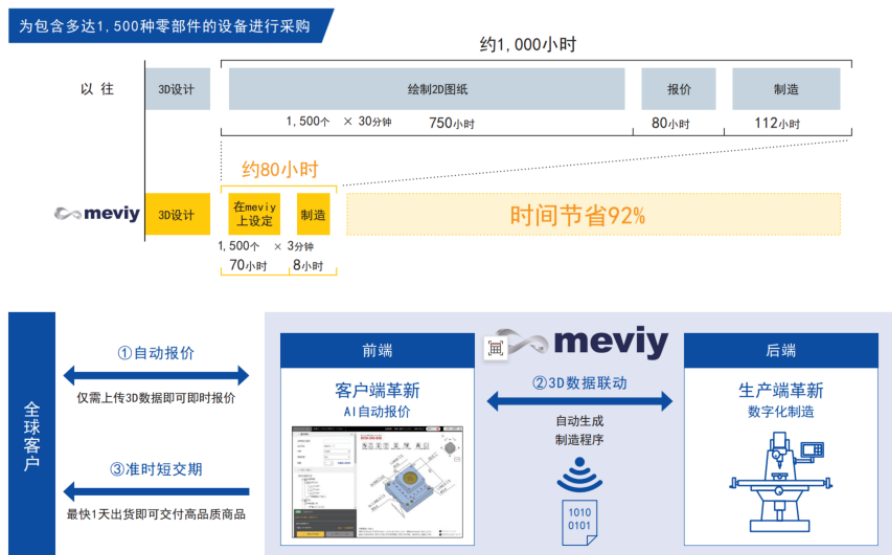 为包含多达1,500种零部件的设备进行采购
约1,000小时
以 往
3D设计
绘制2D图纸
报价
制造
1,500个 × 30分钟
750小时
80小时
112小时
约80小时
meviy
3D设计
在meviy
上设定
制造
时间节省92%
1,500个 × 3分钟
70小时
8小时
全球客户
①自动报价
仅需上传3D数据即可即时报价
③准时短交期
最快1天出货即可交付高品质商品
meviy
前端
客户端革新
AI自动报价
②3D数据联动
自动生成
制造程序
1010
0101
后端
生产端革新
数字化制造